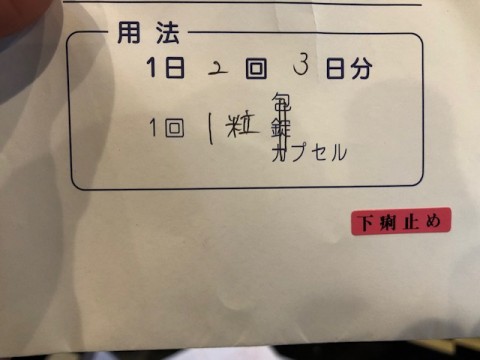 用法
1日 2 回 3 日分
1回 1粒 包
錠
カプセル
下痢止め